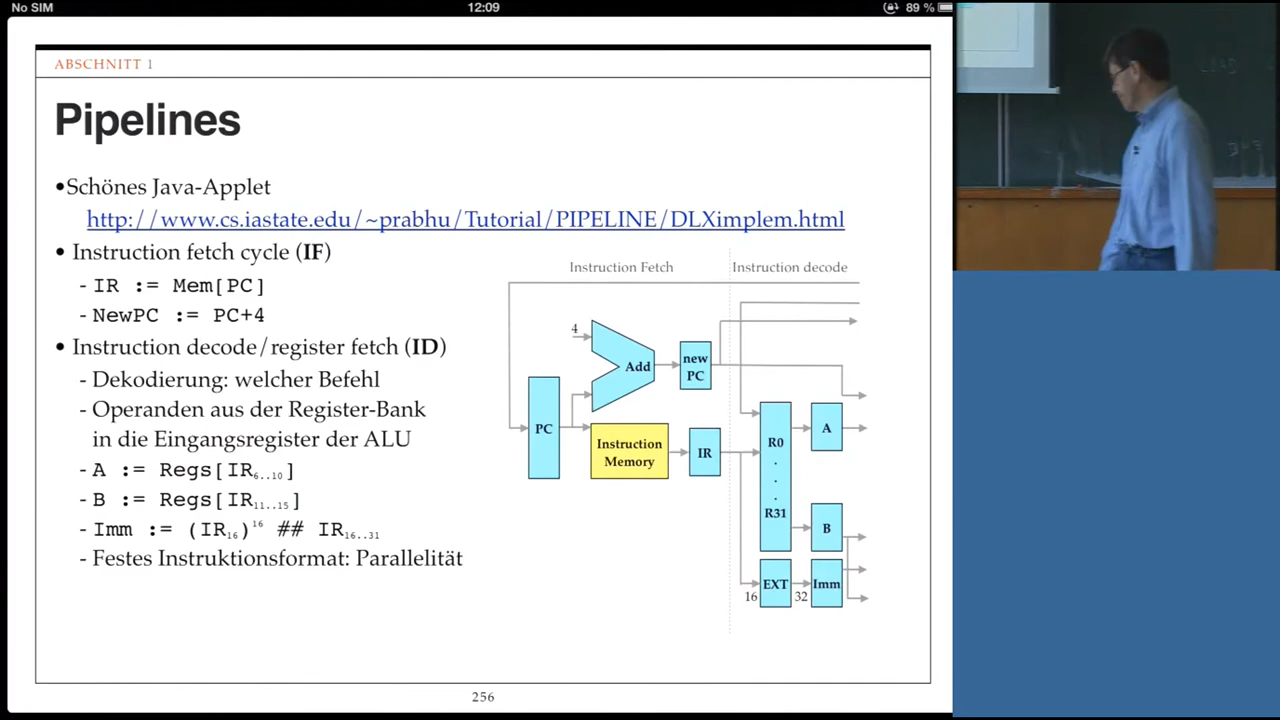 No SIM 12:09 89 %
ABSCHNITT 1
Pipelines
•Schönes Java-Applet
http://www.cs.iastate.edu/~prabhu/Tutorial/PIPELINE/DLXimplem.html
• Instruction fetch cycle (IF)
- IR := Mem[PC]
- NewPC := PC+4
• Instruction decode/register fetch (ID)
- Dekodierung: welcher Befehl
- Operanden aus der Register-Bank
in die Eingangsregister der ALU
- A := Regs[IR6..10]
- B := Regs[IR11..15]
- Imm := (IR16)16 ## IR16..31
- Festes Instruktionsformat: Parallelität
Instruction Fetch
Instruction decode
4
Add
new
PC
PC
Instruction
Memory
IR
R0
.
.
.
R31
A
B
EXT
Imm
16
32
256